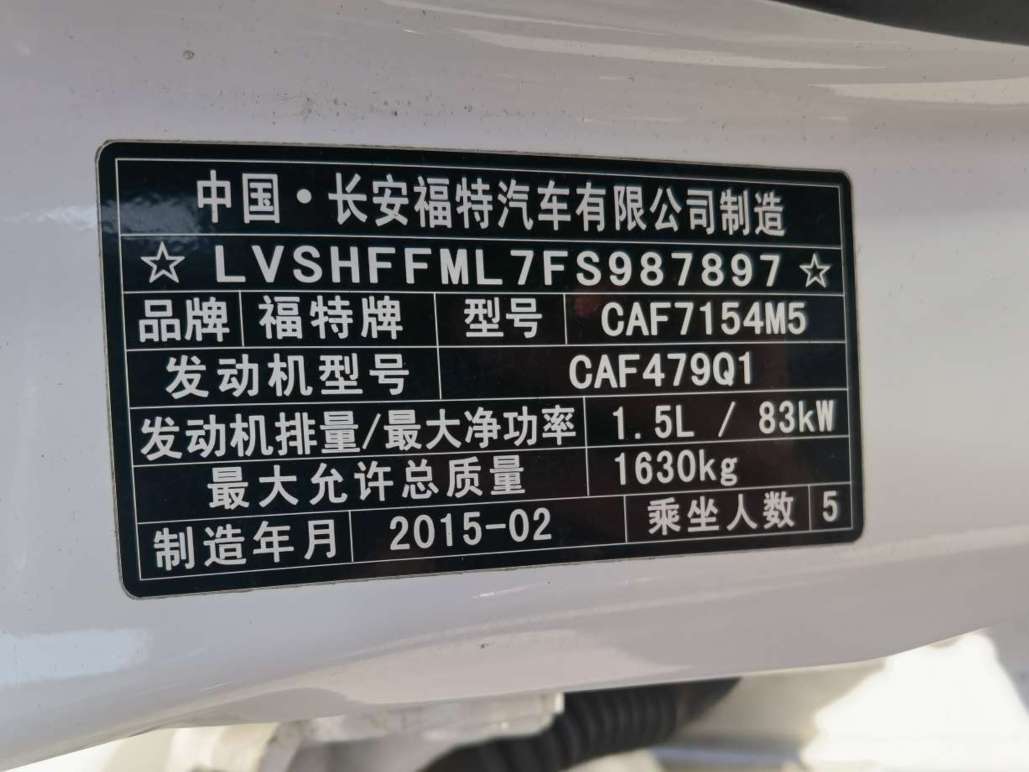 中国·长安福特汽车有限公司制造
☆ LVSHFFML7FS987897 ☆
品牌 福特牌 型号 CAF7154M5
发动机型号 CAF479Q1
发动机排量/最大净功率 1.5L / 83kW
最大允许总质量 1630kg
制造年月 2015-02 乘坐人数 5